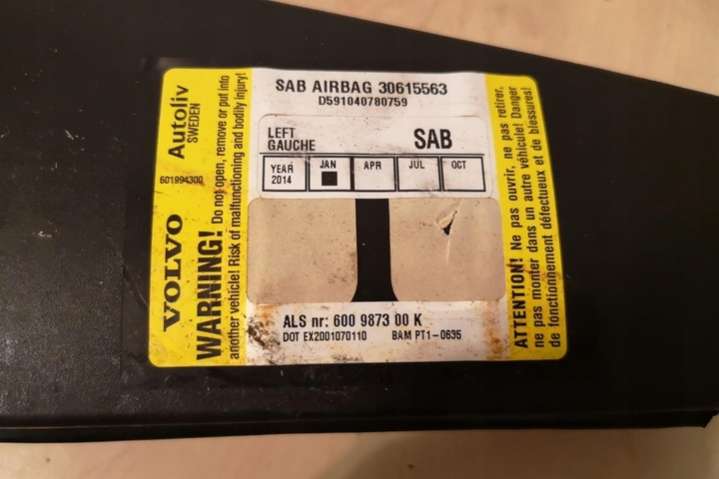 Autoliv
SWEDEN
601994300
VOLVO
WARNING! Do not open, remove or put into
another vehicle! Risk of malfunctioning and bodily injury!
SAB AIRBAG 30615563
D591040780759
LEFT
GAUCHE
SAB
YEAR
2014
JAN
APR
JUL
OCT
ALS nr: 600 9873 00 K
DOT EX2001070110 BAM PT1-0635
ATTENTION! Ne pas ouvrir, ne pas retirer,
ne pas monter dans un autre véhicule! Danger
de fonctionnement défectueux et de blessures!